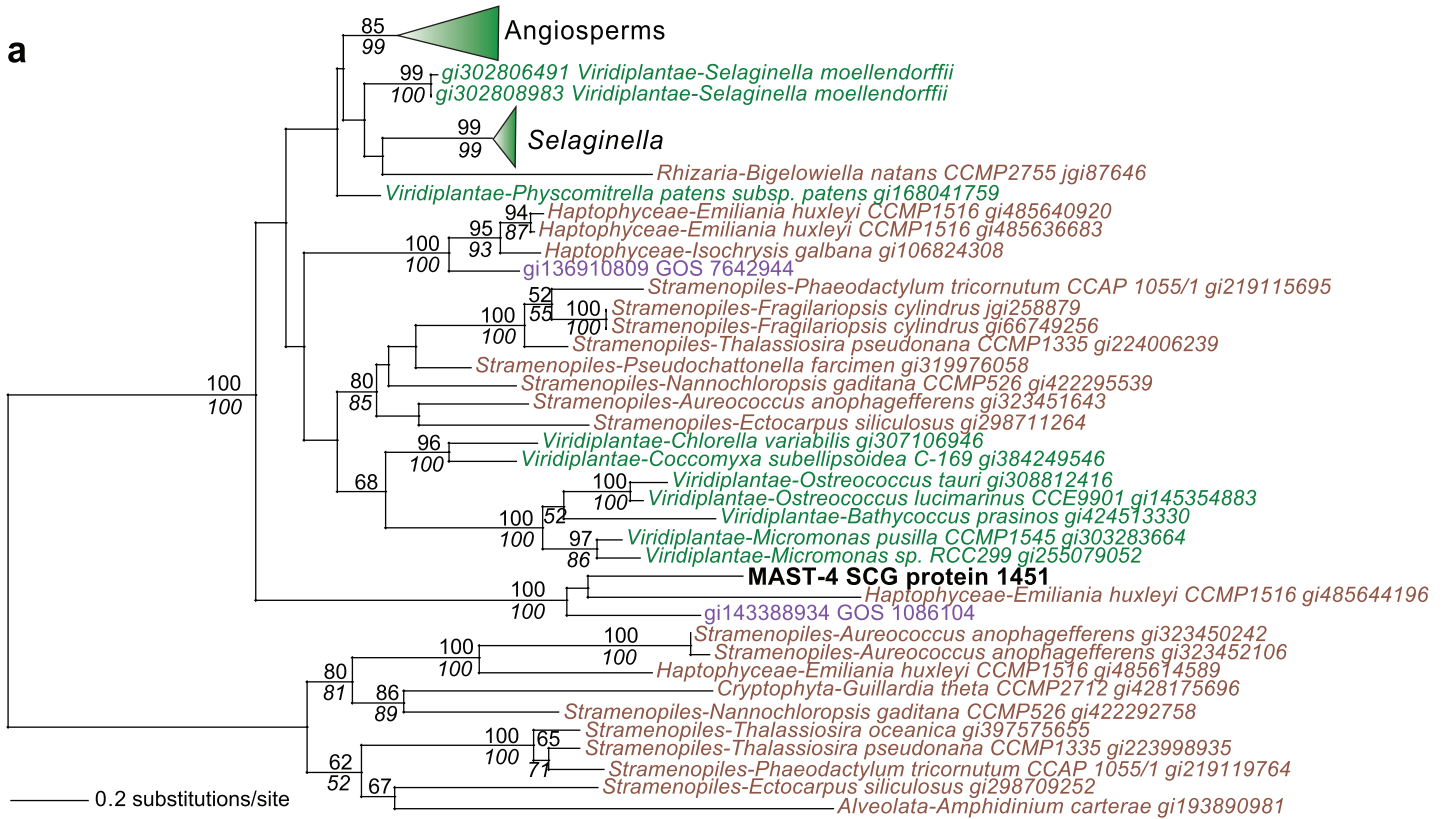 a
85
99
Angiosperms
99
100
gi302806491 Viridiplantae-Selaginella moellendorffii
gi302808983 Viridiplantae-Selaginella moellendorffii
99
99
Selaginella
Rhizaria-Bigelowiella natans CCMP2755 jgi87646
Viridiplantae-Physcomitrella patens subsp. patens gi168041759
94
87
Haptophyceae-Emiliania huxleyi CCMP1516 gi485640920
Haptophyceae-Emiliania huxleyi CCMP1516 gi485636683
95
93
Haptophyceae-Isochrysis galbana gi106824308
100
100
gi136910809 GOS 7642944
Stramenopiles-Phaeodactylum tricornutum CCAP 1055/1 gi219115695
52
55
100
100
Stramenopiles-Fragilariopsis cylindrus jgi258879
Stramenopiles-Fragilariopsis cylindrus gi66749256
100
100
Stramenopiles-Thalassiosira pseudonana CCMP1335 gi224006239
Stramenopiles-Pseudochattonella farcimen gi319976058
80
85
Stramenopiles-Nannochloropsis gaditana CCMP526 gi422295539
Stramenopiles-Aureococcus anophagefferens gi323451643
Stramenopiles-Ectocarpus siliculosus gi298711264
100
100
96
100
Viridiplantae-Chlorella variabilis gi307106946
Viridiplantae-Coccomyxa subellipsoidea C-169 gi384249546
68
100
100
Viridiplantae-Ostreococcus tauri gi308812416
Viridiplantae-Ostreococcus lucimarinus CCE9901 gi145354883
52
Viridiplantae-Bathycoccus prasinos gi424513330
100
100
97
86
Viridiplantae-Micromonas pusilla CCMP1545 gi303283664
Viridiplantae-Micromonas sp. RCC299 gi255079052
MAST-4 SCG protein 1451
100
100
Haptophyceae-Emiliania huxleyi CCMP1516 gi485644196
gi143388934 GOS 1086104
100
100
Stramenopiles-Aureococcus anophagefferens gi323450242
Stramenopiles-Aureococcus anophagefferens gi323452106
100
100
Haptophyceae-Emiliania huxleyi CCMP1516 gi485614589
80
81
86
89
Cryptophyta-Guillardia theta CCMP2712 gi428175696
Stramenopiles-Nannochloropsis gaditana CCMP526 gi422292758
Stramenopiles-Thalassiosira oceanica gi397575655
100
100
65
71
Stramenopiles-Thalassiosira pseudonana CCMP1335 gi223998935
Stramenopiles-Phaeodactylum tricornutum CCAP 1055/1 gi219119764
62
52
67
Stramenopiles-Ectocarpus siliculosus gi298709252
Alveolata-Amphidinium carterae gi193890981
0.2 substitutions/site